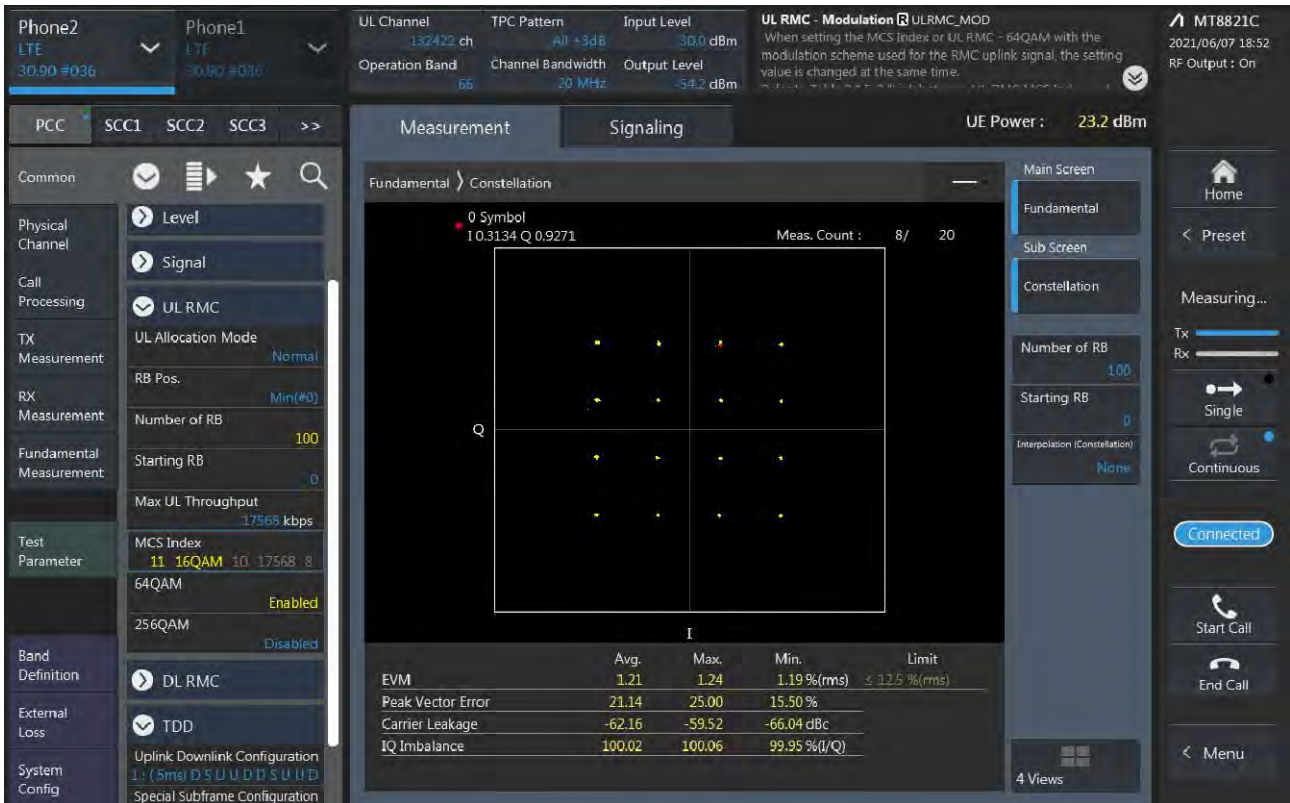 Phone2
LTE
30.90 #036
Phone1
LTE
30.90 #036
UL Channel
132422 ch
TPC Pattern
All +3dB
Input Level
30.0 dBm
Operation Band
66
Channel Bandwidth
20 MHz
Output Level
-54.2 dBm
UL RMC - Modulation R ULRMC_MOD
When setting the MCS Index or UL RMC - 64QAM with the
modulation scheme used for the RMC uplink signal, the setting
value is changed at the same time.
MT8821C
2021/06/07 18:52
RF Output : On
PCC SCC1 SCC2 SCC3 >>
Measurement
Signaling
UE Power : 23.2 dBm
Common
Physical
Channel
Call
Processing
TX
Measurement
RX
Measurement
Fundamental
Measurement
Test
Parameter
Band
Definition
External
Loss
System
Config
Level
Signal
UL RMC
UL Allocation Mode
Normal
RB Pos.
Min(#0)
Number of RB
100
Starting RB
0
Max UL Throughput
17568 kbps
MCS Index
11 16QAM 10 17568 8
64QAM
Enabled
256QAM
Disabled
DL RMC
TDD
Uplink Downlink Configuration
1 : ( 5ms) D S U U D D S U U D
Special Subframe Configuration
Fundamental Constellation
0 Symbol
I 0.3134 Q 0.9271
Meas. Count : 8/ 20
Q
I
Avg. Max. Min. Limit
EVM 1.21 1.24 1.19 %(rms) ≤ 12.5 %(rms)
Peak Vector Error 21.14 25.00 15.50 %
Carrier Leakage -62.16 -59.52 -66.04 dBc
IQ Imbalance 100.02 100.06 99.95 %(I/Q)
Main Screen
Fundamental
Sub Screen
Constellation
Number of RB
100
Starting RB
0
Interpolation (Constellation)
None
4 Views
Home
< Preset
Measuring...
Tx
Rx
Single
Continuous
Connected
Start Call
End Call
< Menu